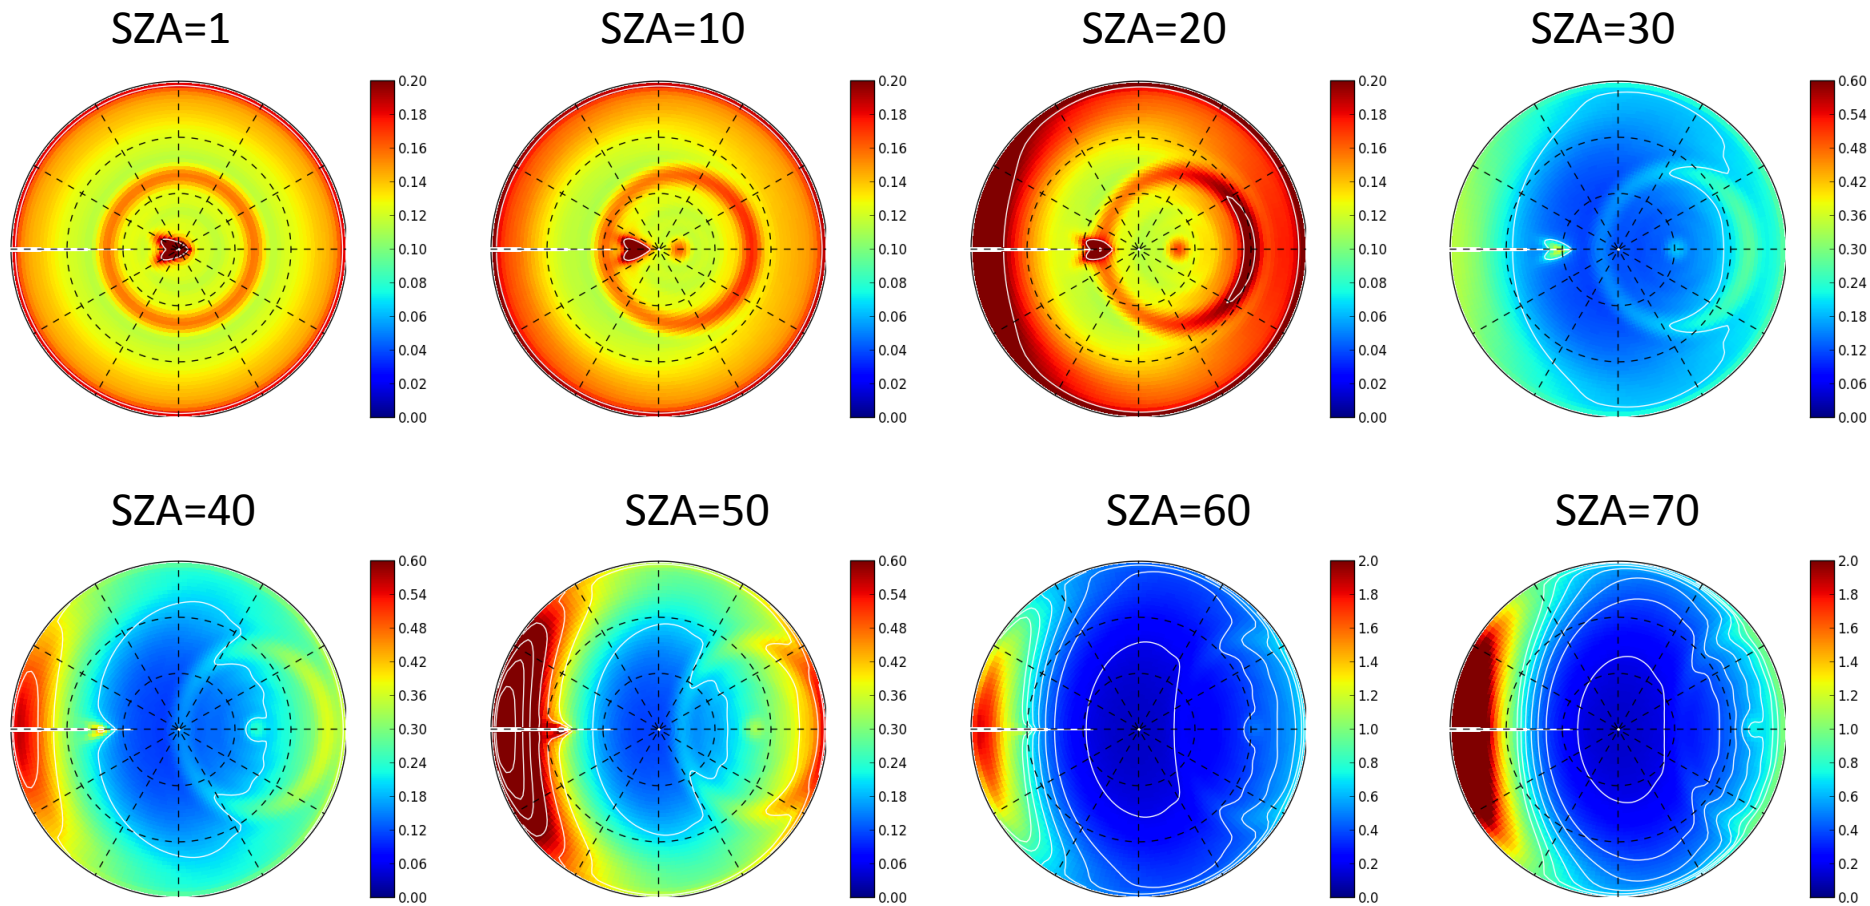 SZA=1 SZA=10 SZA=20 SZA=30
0.20 0.20 0.20 0.60
0.18 0.18 0.18 0.54
0.16 0.16 0.16 0.48
0.14 0.14 0.14 0.42
0.12 0.12 0.12 0.36
0.10 0.10 0.10 0.30
0.08 0.08 0.08 0.24
0.06 0.06 0.06 0.18
0.04 0.04 0.04 0.12
0.02 0.02 0.02 0.06
0.00 0.00 0.00 0.00
SZA=40 SZA=50 SZA=60 SZA=70
0.60 0.60 2.0 2.0
0.54 0.54 1.8 1.8
0.48 0.48 1.6 1.6
0.42 0.42 1.4 1.4
0.36 0.36 1.2 1.2
0.30 0.30 1.0 1.0
0.24 0.24 0.8 0.8
0.18 0.18 0.6 0.6
0.12 0.12 0.4 0.4
0.06 0.06 0.2 0.2
0.00 0.00 0.0 0.0